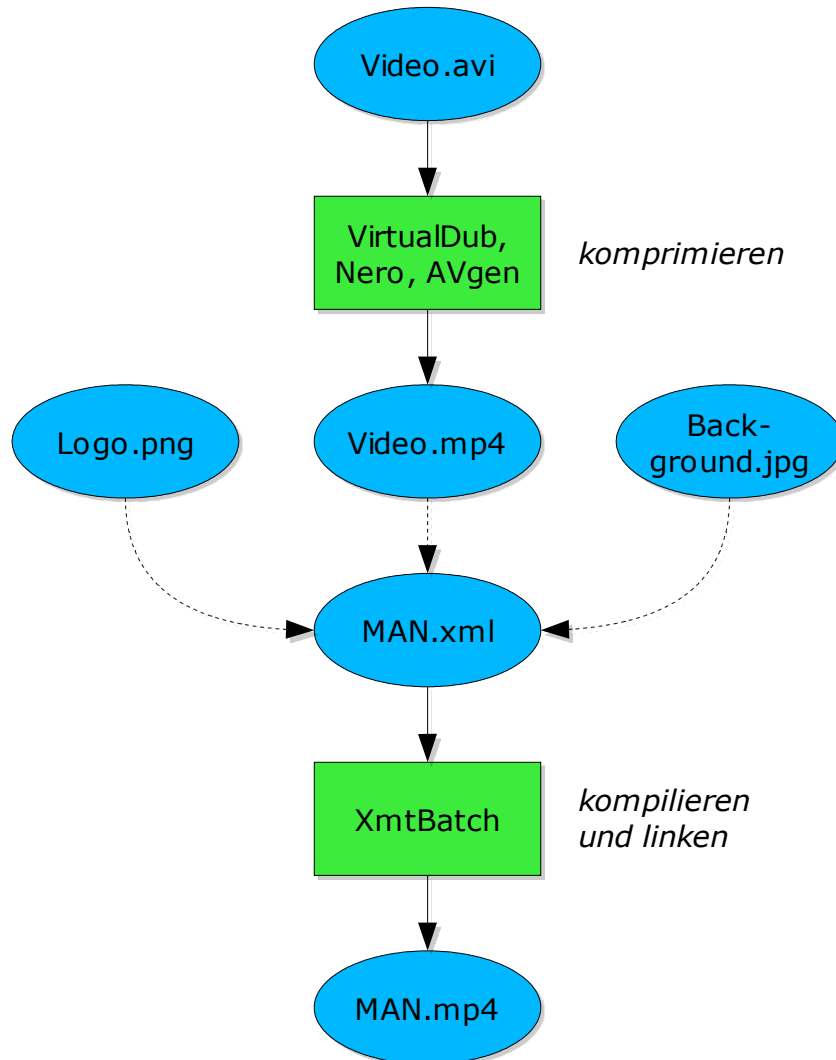 Video.avi
VirtualDub,
Nero, AVgen
komprimieren
Logo.png
Video.mp4
Back-
ground.jpg
MAN.xml
XmtBatch
kompilieren
und linken
MAN.mp4